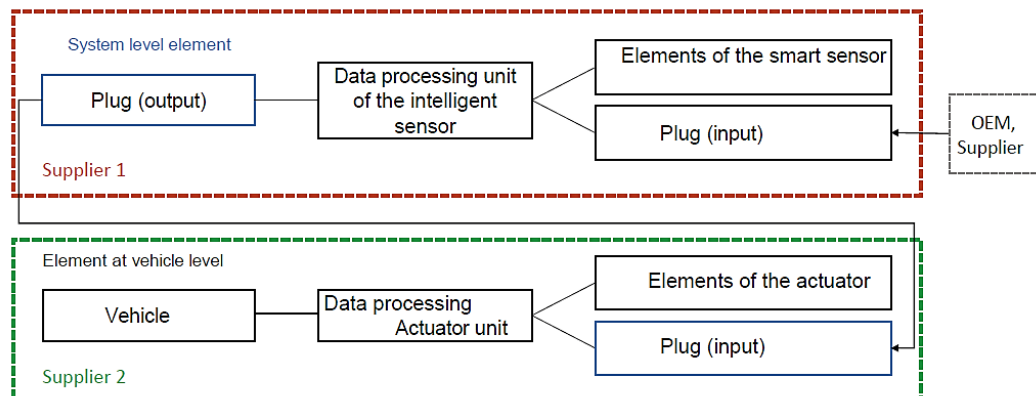 System level element
Plug (output)
Data processing unit
of the intelligent
sensor
Elements of the smart sensor
Plug (input)
OEM,
Supplier
Supplier 1
Element at vehicle level
Vehicle
Data processing
Actuator unit
Elements of the actuator
Plug (input)
Supplier 2